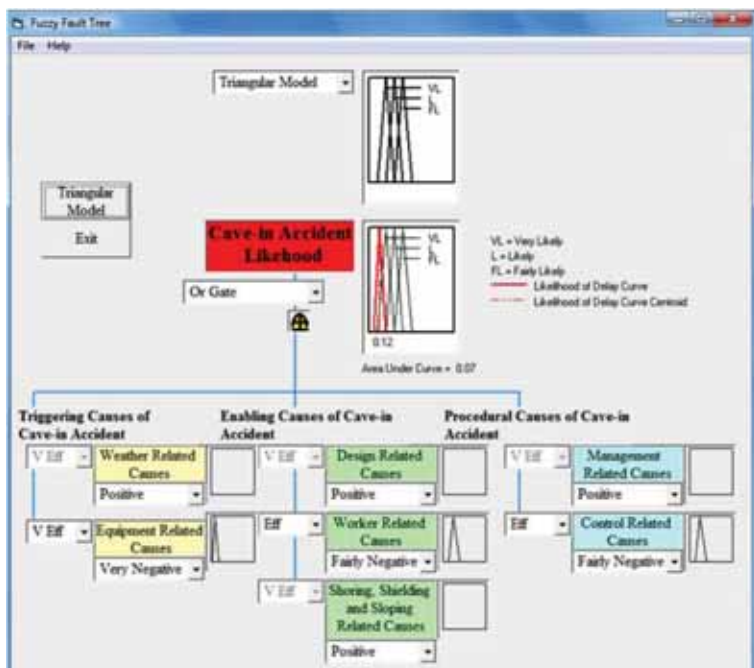 Fuzzy Fault Tree
File Help
Triangular Model
VL
L
FL
Triangular
Model
Exit
Cave-in Accident
Likehood
VL
L
FL
VL = Very Likely
L = Likely
FL = Fairly Likely
Likelihood of Delay Curve
Likelihood of Delay Curve Centroid
Or Gate
0.12
Area Under Curve = 0.07
Triggering Causes of
Cave-in Accident
Enabling Causes of Cave-in
Accident
Procedural Causes of Cave-in
Accident
V Eff
Weather Related
Causes
Positive
V Eff
Design Related
Causes
Positive
V Eff
Management
Related Causes
Positive
V Eff
Equipment Related
Causes
Very Negative
Eff
Worker Related
Causes
Fairly Negative
Eff
Control Related
Causes
Fairly Negative
V Eff
Shoring, Shielding
and Sloping
Related Causes
Positive